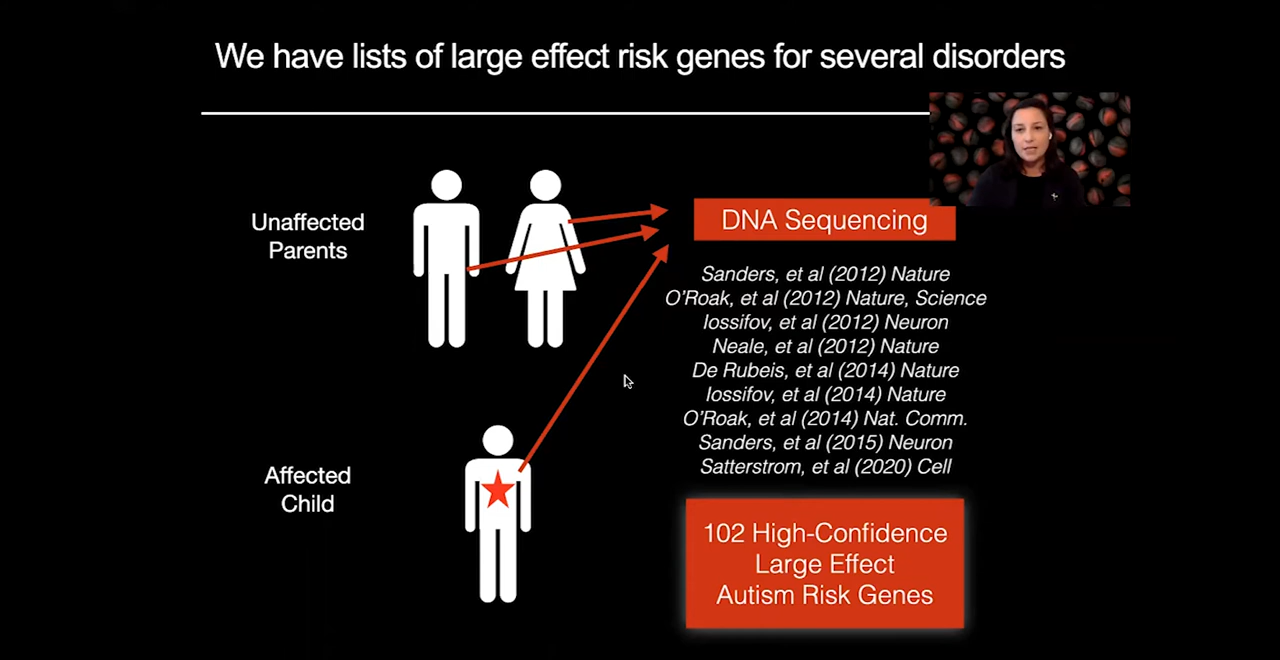 We have lists of large effect risk genes for several disorders
Unaffected
Parents
DNA Sequencing
Sanders, et al (2012) Nature
O'Roak, et al (2012) Nature, Science
Iossifov, et al (2012) Neuron
Neale, et al (2012) Nature
De Rubeis, et al (2014) Nature
Iossifov, et al (2014) Nature
O'Roak, et al (2014) Nat. Comm.
Sanders, et al (2015) Neuron
Satterstrom, et al (2020) Cell
Affected
Child
102 High-Confidence
Large Effect
Autism Risk Genes